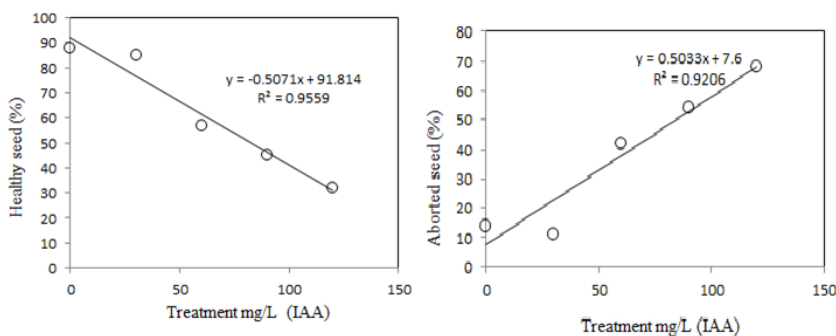 100
90
80
70
60
50
40
30
20
10
0
Healthy seed (%)
y = -0.5071x + 91.814
R² = 0.9559
0 50 100 150
Treatment mg/L (IAA)
80
70
60
50
40
30
20
10
0
Aborted seed (%)
y = 0.5033x + 7.6
R² = 0.9206
0 50 100 150
Treatment mg/L (IAA)